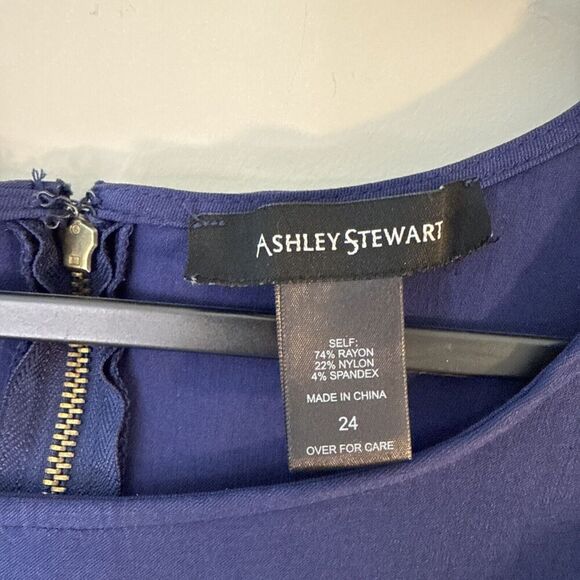 ASHLEY STEWART
SELF:
74% RAYON
22% NYLON
4% SPANDEX
MADE IN CHINA
24
OVER FOR CARE